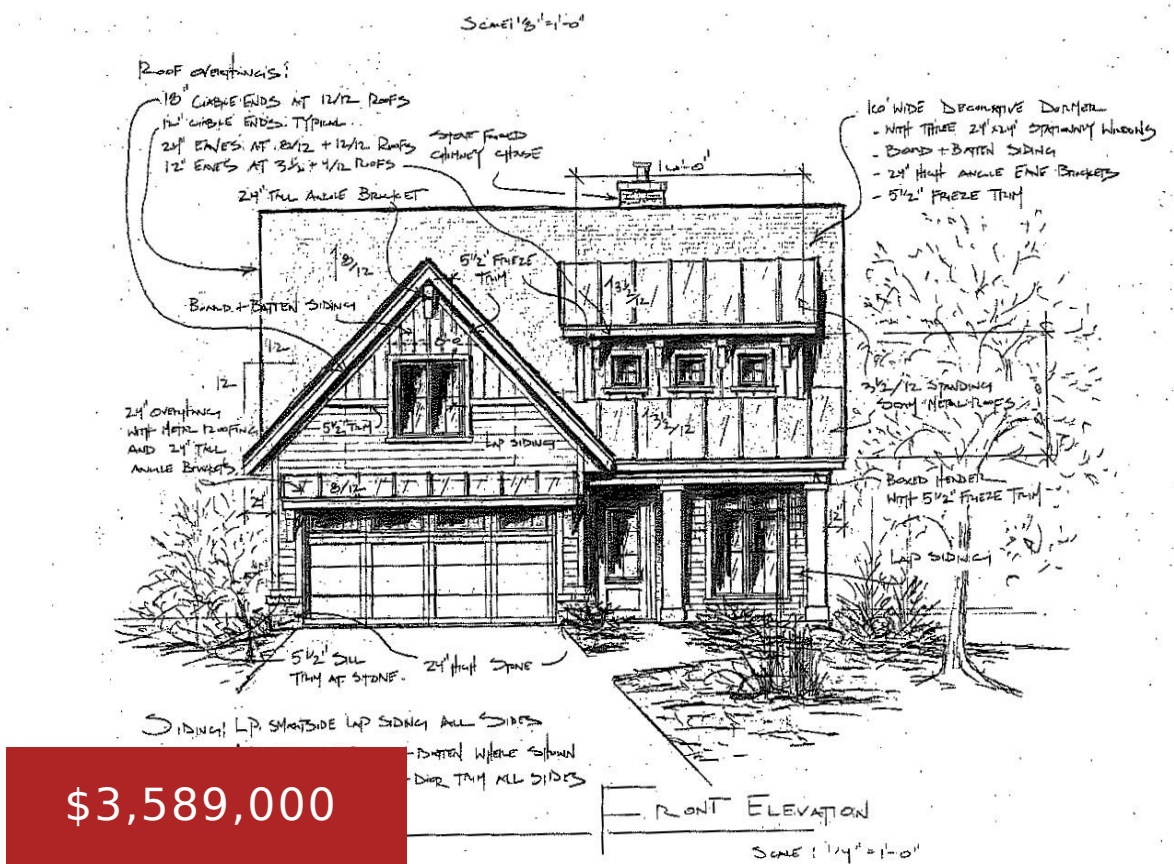 SCALE: 1/8" = 1'-0"
ROOF OVERHANGS:
18" GABLE ENDS AT 12/12 ROOFS
12" GABLE ENDS TYPICAL
24" EAVES AT 8/12 + 12/12 ROOFS
12" EAVES AT 3 1/2 + 4/12 ROOFS
24" TALL ANGLE BRACKET
STONE FACED
CHIMNEY CHASE
16'-0"
16' WIDE DECORATIVE DORMER
- WITH THREE 24"x24" STATIONARY WINDOWS
- BOARD + BATTEN SIDING
- 24" HIGH ANGLE EAVE BRACKETS
- 5 1/2" FRIEZE TRIM
8/12
5 1/2" FRIEZE
TRIM
3 1/2/12
BOARD + BATTEN SIDING
12
12
3 1/2/12 STANDING
SEAM METAL ROOFS
24" OVERHANG
WITH METAL ROOFING
AND 24" TALL
ANGLE BRACKETS
5 1/2" TRIM
LAP SIDING
3 1/2/12
8/12
BOXED HEADER
WITH 5 1/2" FRIEZE TRIM
12"
LAP SIDING
5 1/2" SILL
TRIM AT STONE.
24" HIGH STONE
SIDING: L.P. SMARTSIDE LAP SIDING ALL SIDES
BATTEN WHERE SHOWN
DOOR TRIM ALL SIDES
$3,589,000
FRONT ELEVATION
SCALE: 1/4" = 1'-0"